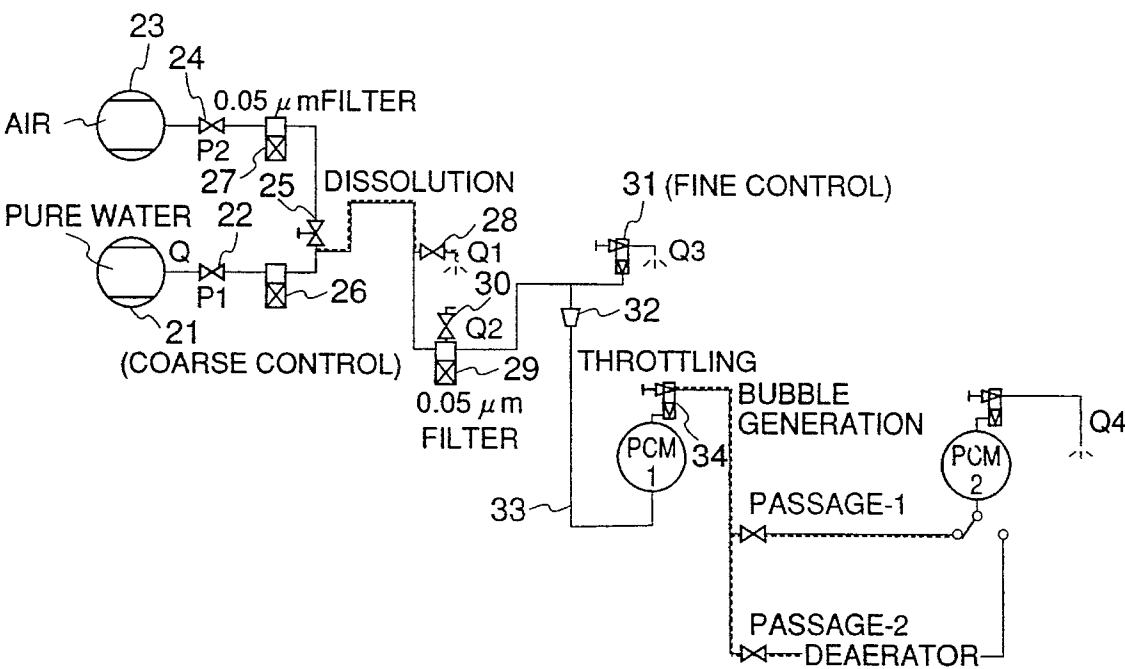 23
24
0.05 μmFILTER
AIR
P2
27
25
DISSOLUTION
31 (FINE CONTROL)
PURE WATER
22
28
Q
Q1
Q3
P1
26
30
Q2
32
21
(COARSE CONTROL)
29
THROTTLING
0.05 μm
FILTER
BUBBLE
GENERATION
34
Q4
PCM
1
PCM
2
33
PASSAGE-1
PASSAGE-2
DEAERATOR